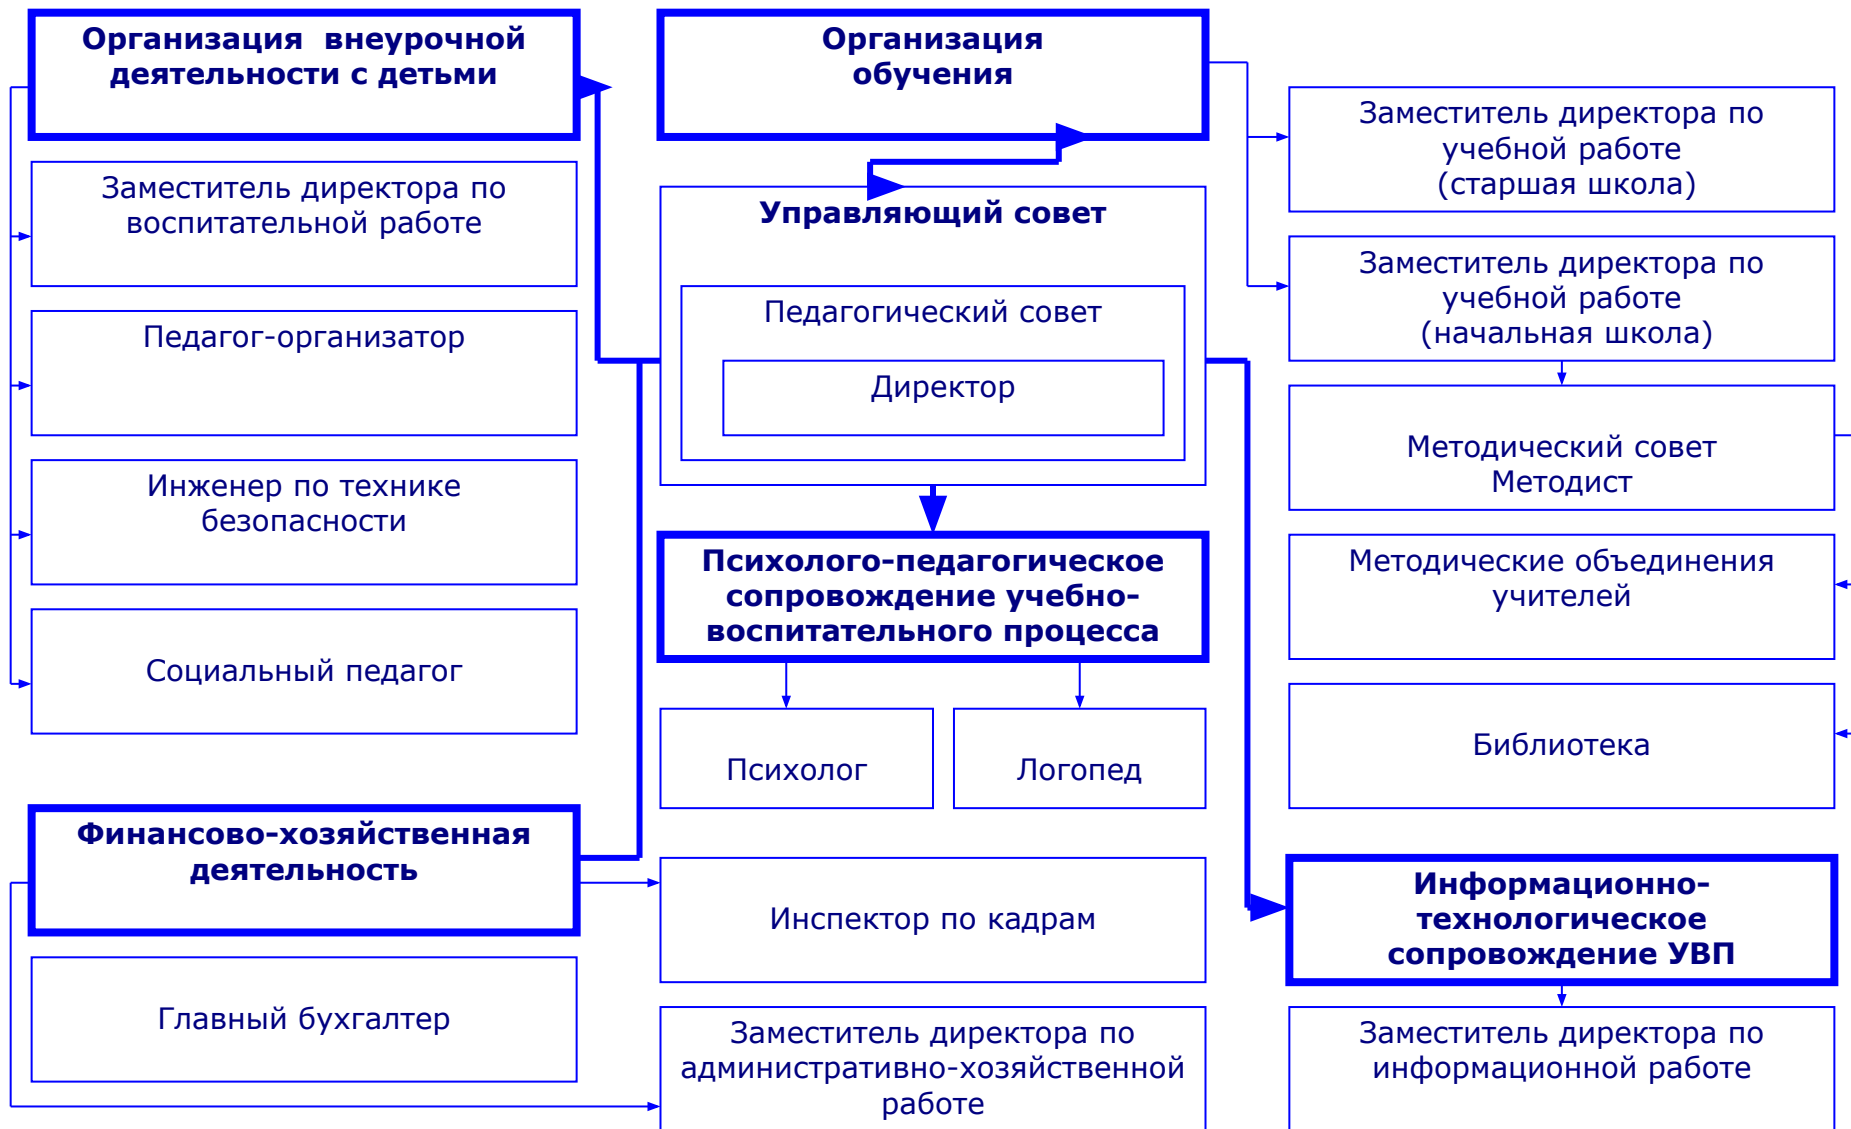 Организация внеурочной
деятельности с детьми
Заместитель директора по
воспитательной работе
Педагог-организатор
Инженер по технике
безопасности
Социальный педагог
Финансово-хозяйственная
деятельность
Главный бухгалтер
Организация
обучения
Управляющий совет
Педагогический совет
Директор
Психолого-педагогическое
сопровождение учебно-
воспитательного процесса
Психолог
Логопед
Инспектор по кадрам
Заместитель директора по
административно-хозяйственной
работе
Заместитель директора по
учебной работе
(старшая школа)
Заместитель директора по
учебной работе
(начальная школа)
Методический совет
Методист
Методические объединения
учителей
Библиотека
Информационно-
технологическое
сопровождение УВП
Заместитель директора по
информационной работе